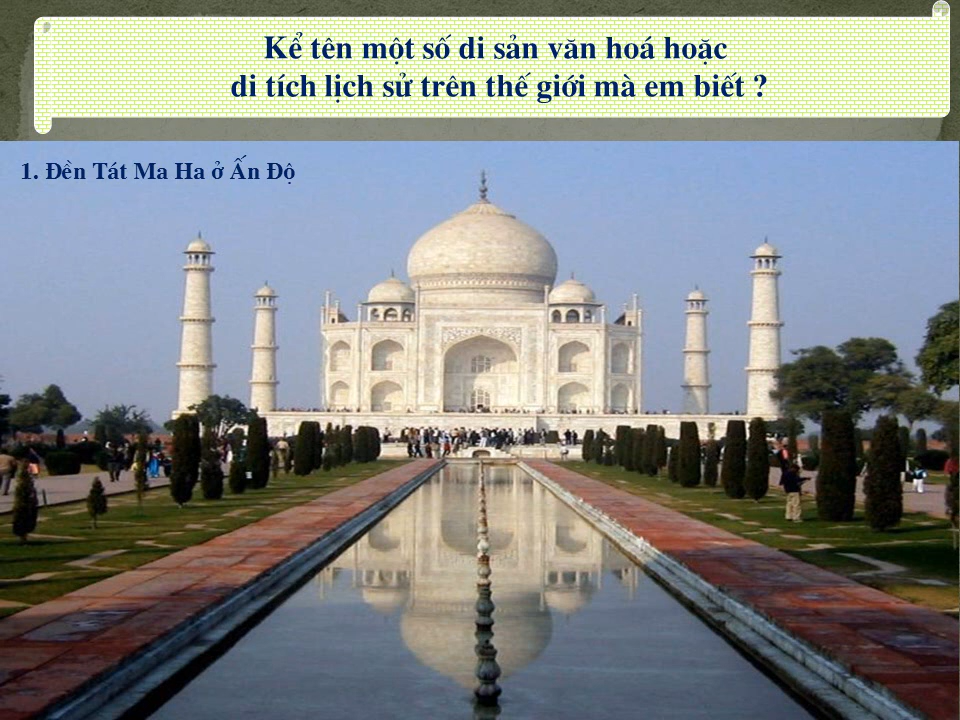 Kể tên một số di sản văn hoá hoặc
di tích lịch sử trên thế giới mà em biết ?
1. Đền Tát Ma Ha ở Ấn Độ